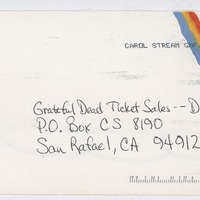 CAROL STREAM
Grateful Dead Ticket Sales -- D
P.O. Box CS 8190
San Rafael, CA 94912